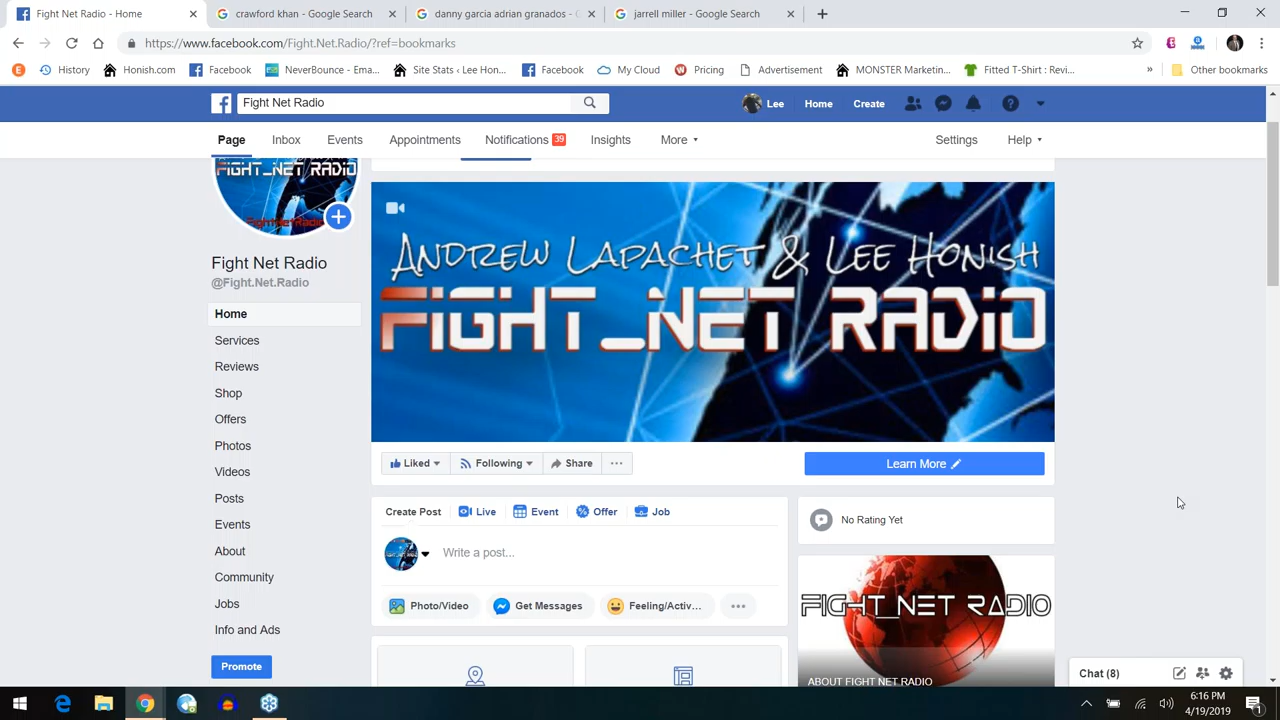 Fight Net Radio - Home
crawford khan - Google Search
danny garcia adrian granados - G
jarrell miller - Google Search
https://www.facebook.com/Fight.Net.Radio/?ref=bookmarks
History
Honish.com
Facebook
NeverBounce - Ema...
Site Stats ‹ Lee Hon...
Facebook
My Cloud
Pricing
Advertisement
MONSTER Marketin...
Fitted T-Shirt : Revi...
»
Other bookmarks
Fight Net Radio
Lee
Home
Create
Page
Inbox
Events
Appointments
Notifications 39
Insights
More
Settings
Help
FIGHT_NET RADIO
FightNetRadio
Fight Net Radio
@Fight.Net.Radio
Home
Services
Reviews
Shop
Offers
Photos
Videos
Posts
Events
About
Community
Jobs
Info and Ads
Promote
Andrew Lapachet & Lee Honish
FIGHT_NET RADIO
Liked
Following
Share
Learn More
Create Post
Live
Event
Offer
Job
Write a post...
Photo/Video
Get Messages
Feeling/Activ...
No Rating Yet
FIGHT_NET RADIO
ABOUT FIGHT NET RADIO
Chat (8)
6:16 PM
4/19/2019
1